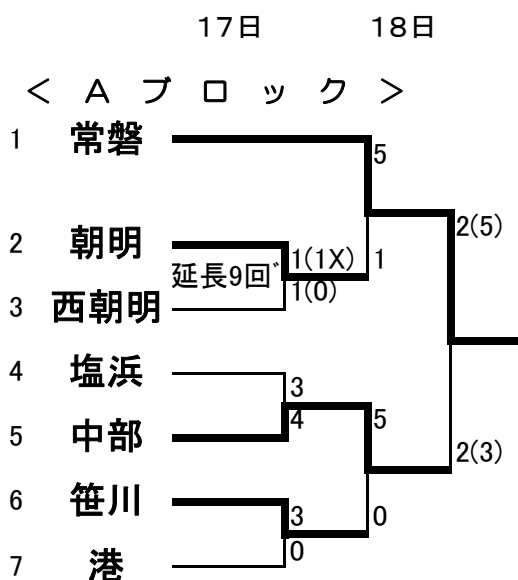 17日 18日
＜ A ブ ロ ッ ク ＞
1 常磐
5
2(5)
2 朝明
1(1X) 1
延長9回
1(0)
3 西朝明
4 塩浜
3
4 5
5 中部
2(3)
6 笹川
3 0
0
7 港